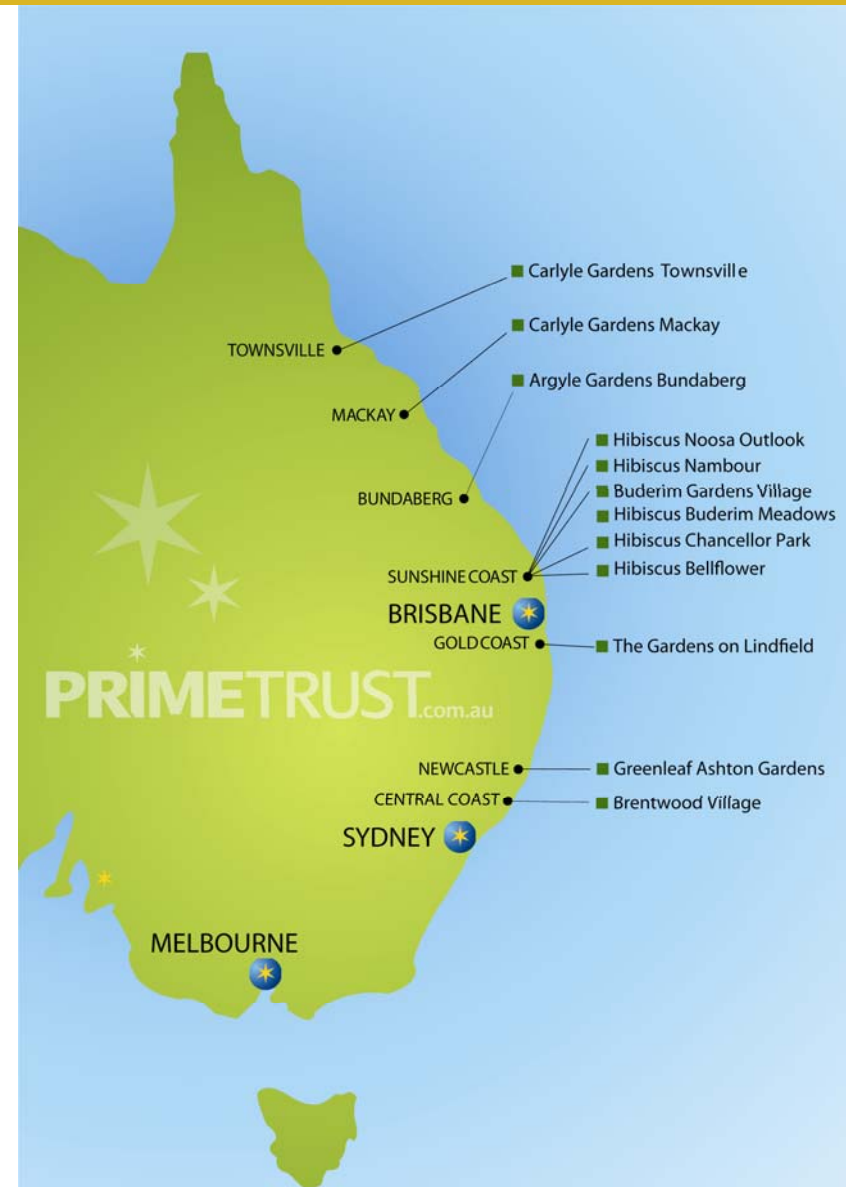 Carlyle Gardens Townsville
TOWNSVILLE
Carlyle Gardens Mackay
MACKAY
Argyle Gardens Bundaberg
BUNDABERG
Hibiscus Noosa Outlook
Hibiscus Nambour
Buderim Gardens Village
Hibiscus Buderim Meadows
Hibiscus Chancellor Park
Hibiscus Bellflower
SUNSHINE COAST
BRISBANE
GOLD COAST
The Gardens on Lindfield
PRIMETRUST.com.au
NEWCASTLE
Greenleaf Ashton Gardens
CENTRAL COAST
Brentwood Village
SYDNEY
MELBOURNE